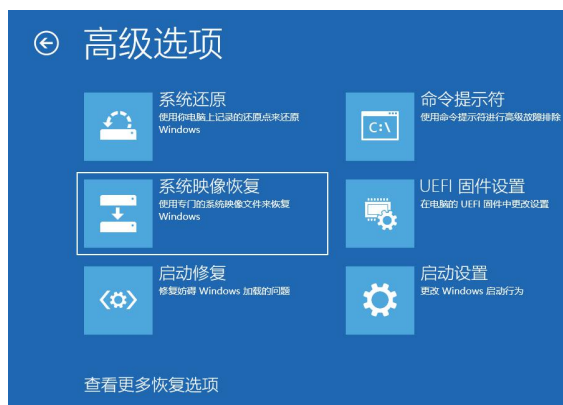 高级选项
系统还原
使用你电脑上记录的还原点来还原
Windows
命令提示符
使用命令提示符进行高级故障排除
C:\
系统映像恢复
使用专门的系统映像文件来恢复
Windows
UEFI 固件设置
在电脑的 UEFI 固件中更改设置
启动修复
修复妨碍 Windows 加载的问题
启动设置
更改 Windows 启动行为
查看更多恢复选项